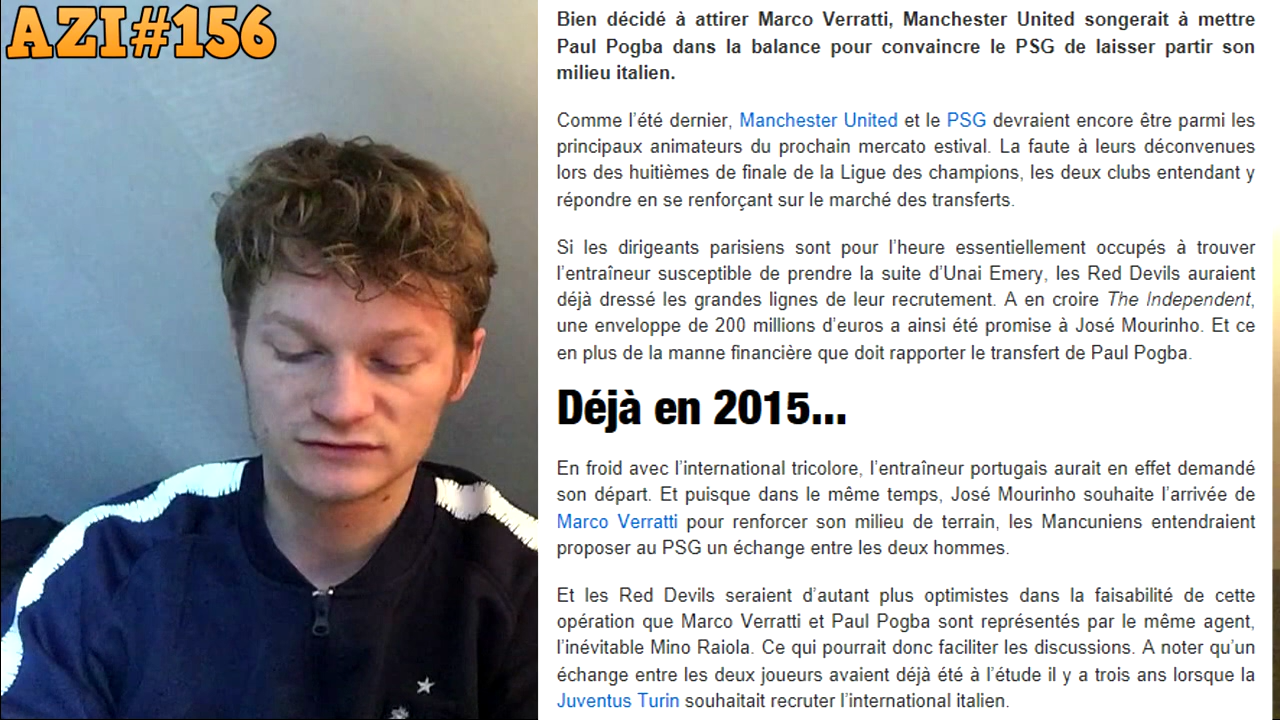 AZI#156
Bien décidé à attirer Marco Verratti, Manchester United songerait à mettre
Paul Pogba dans la balance pour convaincre le PSG de laisser partir son
milieu italien.
Comme l’été dernier, Manchester United et le PSG devraient encore être parmi les
principaux animateurs du prochain mercato estival. La faute à leurs déconvenues
lors des huitièmes de finale de la Ligue des champions, les deux clubs entendant y
répondre en se renforçant sur le marché des transferts.
Si les dirigeants parisiens sont pour l’heure essentiellement occupés à trouver
l’entraîneur susceptible de prendre la suite d’Unai Emery, les Red Devils auraient
déjà dressé les grandes lignes de leur recrutement. A en croire The Independent,
une enveloppe de 200 millions d’euros a ainsi été promise à José Mourinho. Et ce
en plus de la manne financière que doit rapporter le transfert de Paul Pogba.
Déjà en 2015...
En froid avec l’international tricolore, l’entraîneur portugais aurait en effet demandé
son départ. Et puisque dans le même temps, José Mourinho souhaite l’arrivée de
Marco Verratti pour renforcer son milieu de terrain, les Mancuniens entendraient
proposer au PSG un échange entre les deux hommes.
Et les Red Devils seraient d’autant plus optimistes dans la faisabilité de cette
opération que Marco Verratti et Paul Pogba sont représentés par le même agent,
l’inévitable Mino Raiola. Ce qui pourrait donc faciliter les discussions. A noter qu’un
échange entre les deux joueurs avaient déjà été à l’étude il y a trois ans lorsque la
Juventus Turin souhaitait recruter l’international italien.